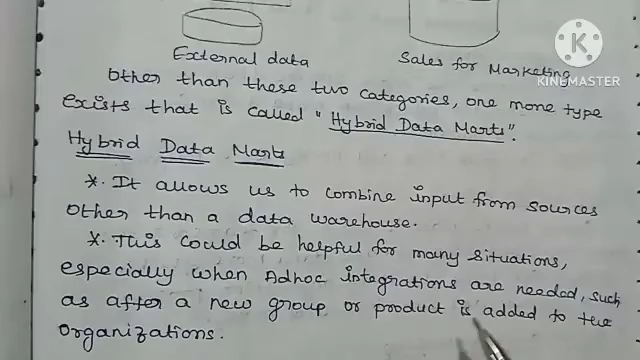 External data
Sales for Marketing
KINEMASTER
Other than these two categories, one more type
exists that is called "Hybrid Data Marts".
Hybrid Data Marts
*. It allows us to combine input from sources
other than a data warehouse.
*. This could be helpful for many situations,
especially when Adhoc integrations are needed, such
as after a new group or product is added to the
organizations.